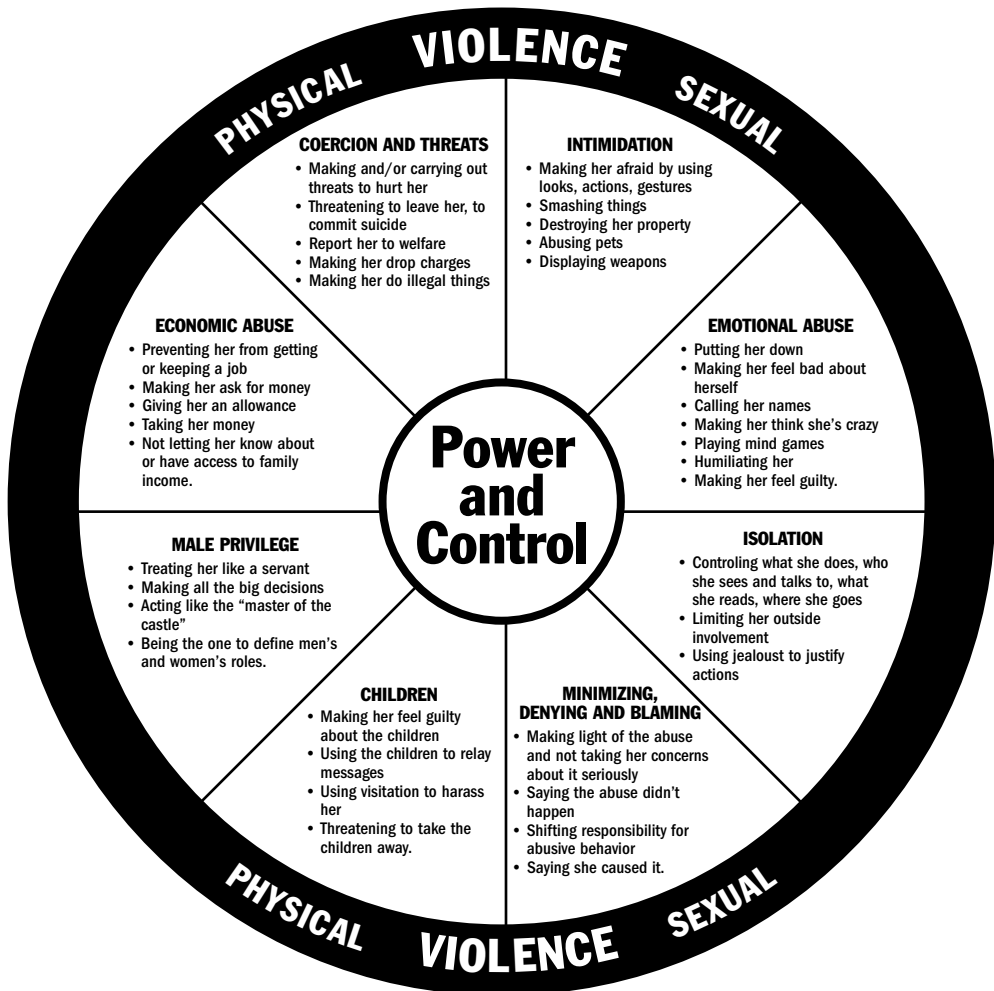 PHYSICAL VIOLENCE SEXUAL
COERCION AND THREATS
• Making and/or carrying out
threats to hurt her
• Threatening to leave her, to
commit suicide
• Report her to welfare
• Making her drop charges
• Making her do illegal things
INTIMIDATION
• Making her afraid by using
looks, actions, gestures
• Smashing things
• Destroying her property
• Abusing pets
• Displaying weapons
ECONOMIC ABUSE
• Preventing her from getting
or keeping a job
• Making her ask for money
• Giving her an allowance
• Taking her money
• Not letting her know about
or have access to family
income.
EMOTIONAL ABUSE
• Putting her down
• Making her feel bad about
herself
• Calling her names
• Making her think she’s crazy
• Playing mind games
• Humiliating her
• Making her feel guilty.
Power
and
Control
MALE PRIVILEGE
• Treating her like a servant
• Making all the big decisions
• Acting like the “master of the
castle”
• Being the one to define men’s
and women’s roles.
ISOLATION
• Controling what she does, who
she sees and talks to, what
she reads, where she goes
• Limiting her outside
involvement
• Using jealoust to justify
actions
CHILDREN
• Making her feel guilty
about the children
• Using the children to relay
messages
• Using visitation to harass
her
• Threatening to take the
children away.
MINIMIZING,
DENYING AND BLAMING
• Making light of the abuse
and not taking her concerns
about it seriously
• Saying the abuse didn’t
happen
• Shifting responsibility for
abusive behavior
• Saying she caused it.
PHYSICAL VIOLENCE SEXUAL